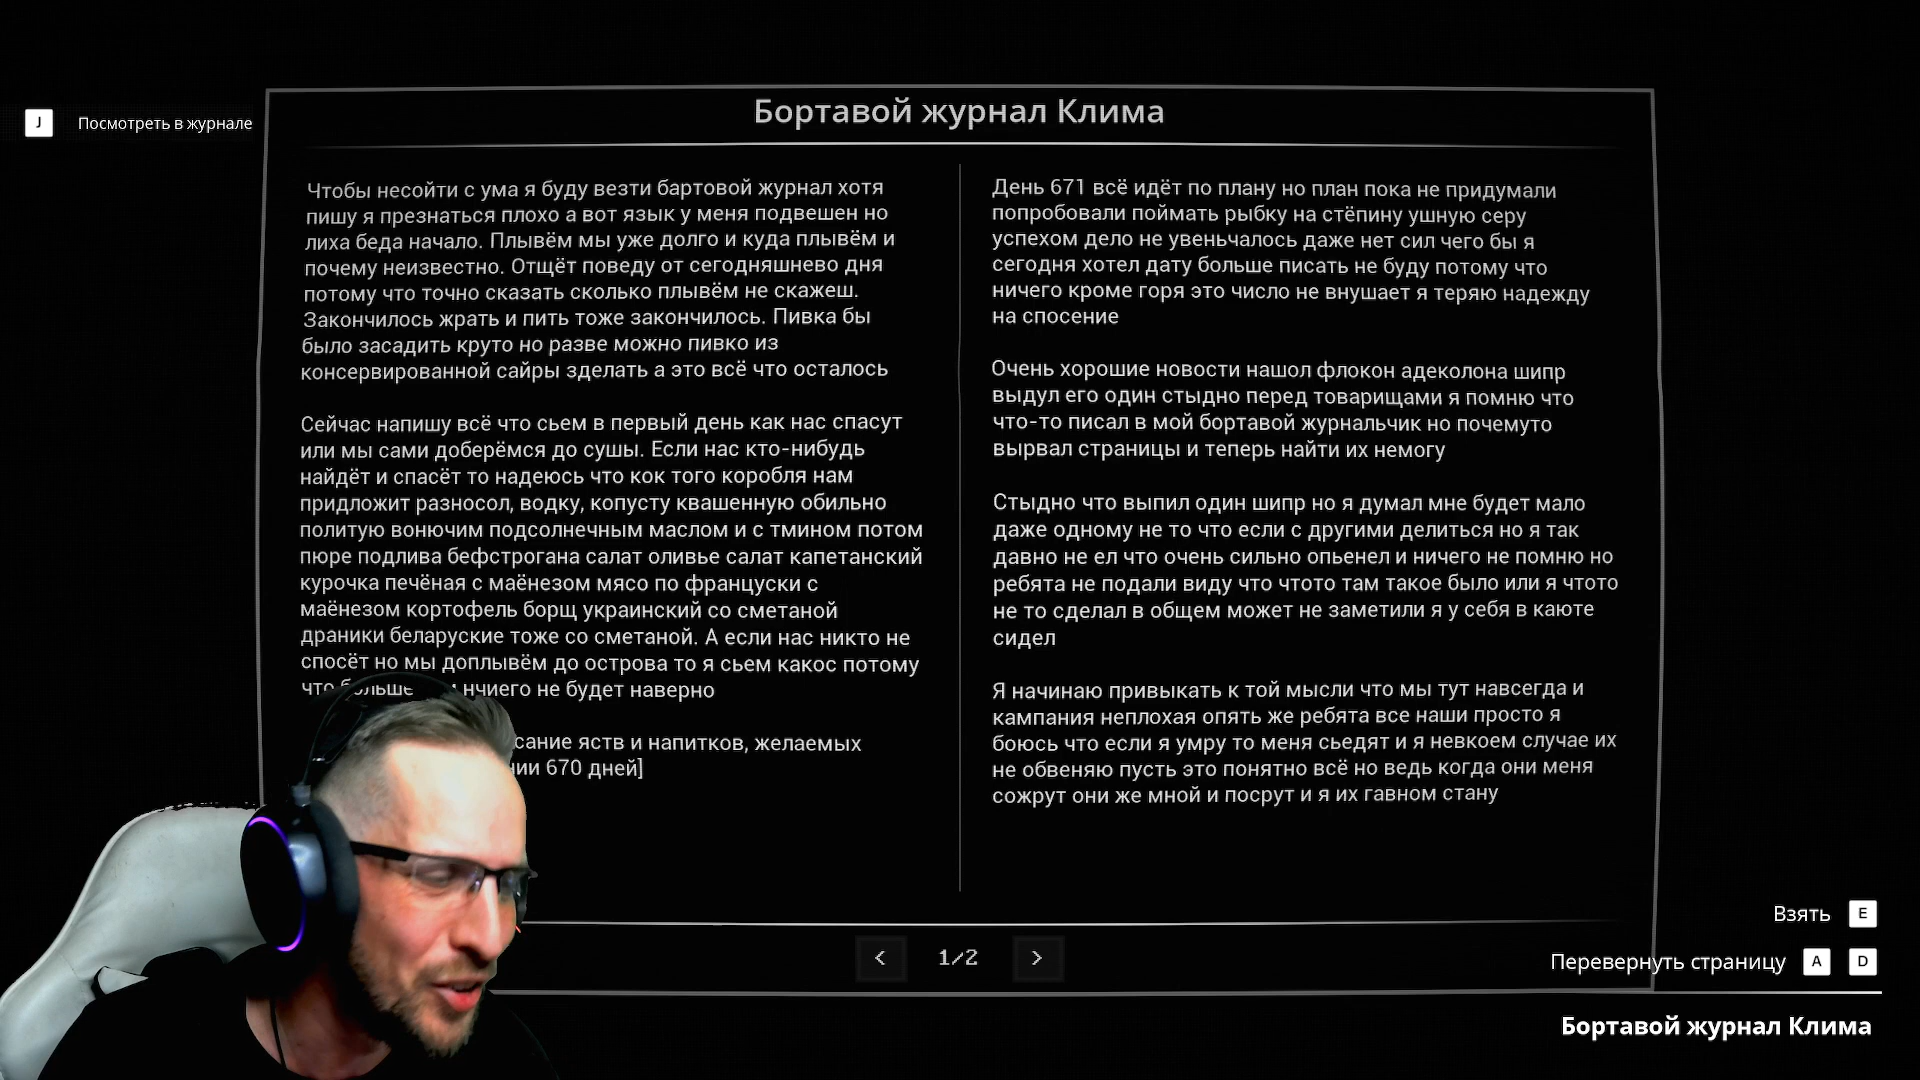 J Посмотреть в журнале
Бортавой журнал Клима
Чтобы несойти с ума я буду везти бартовой журнал хотя
пишу я презнаться плохо а вот язык у меня подвешен но
лиха беда начало. Плывём мы уже долго и куда плывём и
почему неизвестно. Отщёт поведу от сегодняшнево дня
потому что точно сказать сколько плывём не скажеш.
Закончилось жрать и пить тоже закончилось. Пивка бы
было засадить круто но разве можно пивко из
консервированной сайры зделать а это всё что осталось
Сейчас напишу всё что сьем в первый день как нас спасут
или мы сами доберёмся до сушы. Если нас кто-нибудь
найдёт и спасёт то надеюсь что кок того коробля нам
придложит разносол, водку, копусту квашенную обильно
политую вонючим подсолнечным маслом и с тмином потом
пюре подлива бефстрогана салат оливье салат капетанский
курочка печёная с маёнезом мясо по француски с
маёнезом кортофель борщ украинский со сметаной
драники беларуские тоже со сметаной. А если нас никто не
спосёт но мы доплывём до острова то я сьем какос потому
что больше нчиего не будет наверно
яств и напитков, желаемых
670 дней]
День 671 всё идёт по плану но план пока не придумали
попробовали поймать рыбку на стёпину ушную серу
успехом дело не увеньчалось даже нет сил чего бы я
сегодня хотел дату больше писать не буду потому что
ничего кроме горя это число не внушает я теряю надежду
на спосение
Очень хорошие новости нашол флокон адеколона шипр
выдул его один стыдно перед товарищами я помню что
что-то писал в мой бортавой журнальчик но почемуто
вырвал страницы и теперь найти их немогу
Стыдно что выпил один шипр но я думал мне будет мало
даже одному не то что если с другими делиться но я так
давно не ел что очень сильно опьенел и ничего не помню но
ребята не подали виду что чтото там такое было или я чтото
не то сделал в общем может не заметили я у себя в каюте
сидел
Я начинаю привыкать к той мысли что мы тут навсегда и
кампания неплохая опять же ребята все наши просто я
боюсь что если я умру то меня сьедят и я невкоем случае их
не обвеняю пусть это понятно всё но ведь когда они меня
сожрут они же мной и посрут и я их гавном стану
< 1/2 >
Взять E
Перевернуть страницу A D
Бортавой журнал Клима